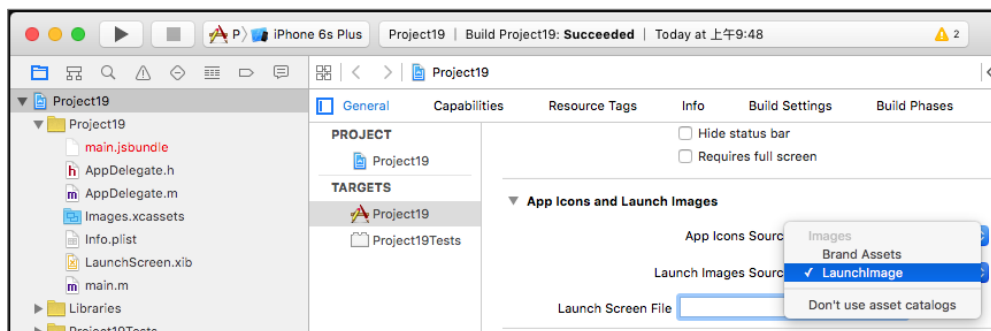 P iPhone 6s Plus Project19 | Build Project19: Succeeded | Today at 上午9:48 2
Project19
General Capabilities Resource Tags Info Build Settings Build Phases
Project19
Project19
main.jsbundle
AppDelegate.h
AppDelegate.m
Images.xcassets
Info.plist
LaunchScreen.xib
main.m
Libraries
Project19Tests
PROJECT
Project19
TARGETS
Project19
Project19Tests
Hide status bar
Requires full screen
App Icons and Launch Images
App Icons Sourc
Launch Images Sourc
Launch Screen File
Images
Brand Assets
✓ LaunchImage
Don't use asset catalogs